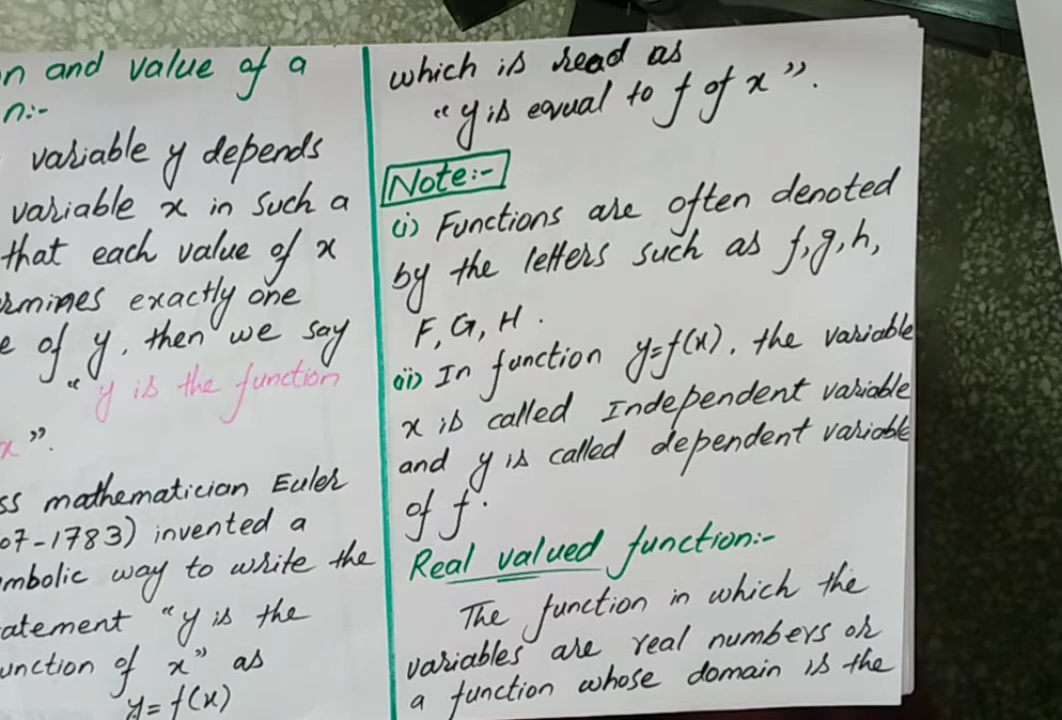 n and value of a
n:-
variable y depends
variable x in such a
that each value of x
rmines exactly one
e of y, then we say
"y is the function
x".
ss mathematician Euler
07-1783) invented a
mbolic way to write the
atement "y is the
unction of x" as
y=f(x)
which is read as
"y is equal to f of x".
Note:-
(i) Functions are often denoted
by the letters such as f,g,h,
F,G,H.
(ii) In function y=f(x), the variable
x is called Independent variable
and y is called dependent variable
of f.
Real valued function:-
The function in which the
variables are real numbers or
a function whose domain is the